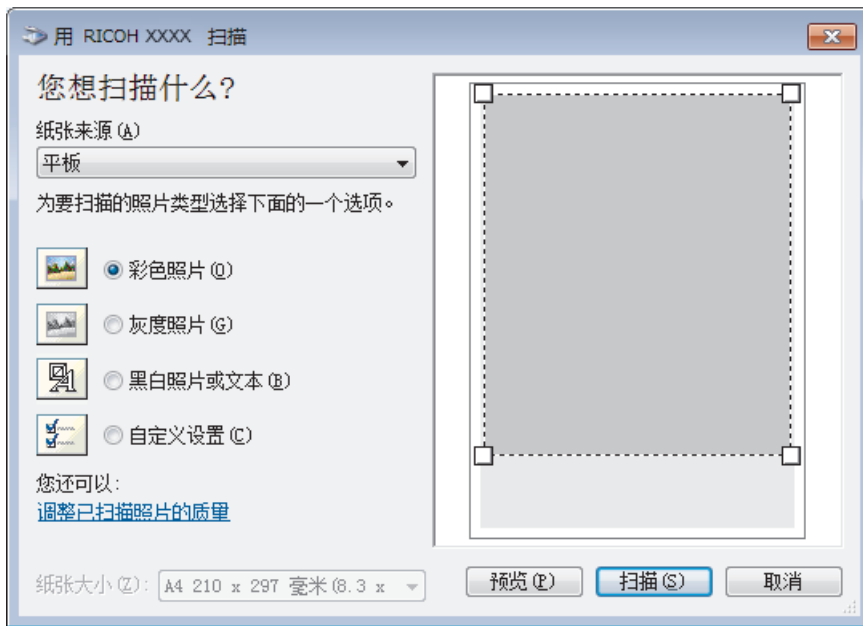 用 RICOH XXXX 扫描
您想扫描什么?
纸张来源(A)
平板
为要扫描的照片类型选择下面的一个选项。
彩色照片(O)
灰度照片(G)
黑白照片或文本(B)
自定义设置(C)
您还可以:
调整已扫描照片的质量
纸张大小(Z): A4 210 x 297 毫米(8.3 x
预览(P) 扫描(S) 取消